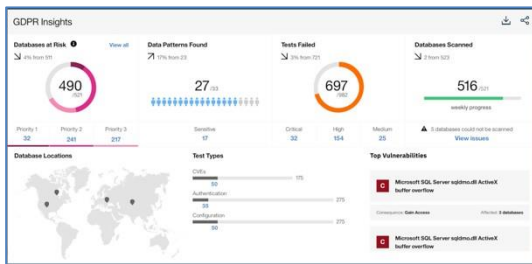 GDPR Insights
Databases at Risk
View all
4% from 511
490
/521
Priority 1
32
Priority 2
241
Priority 3
217
Data Patterns Found
17% from 23
27
/33
Sensitive
17
Tests Failed
3% from 721
697
/982
Critical
32
High
154
Medium
25
Databases Scanned
2 from 523
516
/521
weekly progress
3 databases could not be scanned
View issues
Database Locations
Test Types
CVEs
175
50
Authentication
275
Configuration
275
50
Top Vulnerabilities
C
Microsoft SQL Server sqldmo.dll ActiveX
buffer overflow
Consequence: Gain Access
Affected: 3 databases
C
Microsoft SQL Server sqldmo.dll ActiveX
buffer overflow